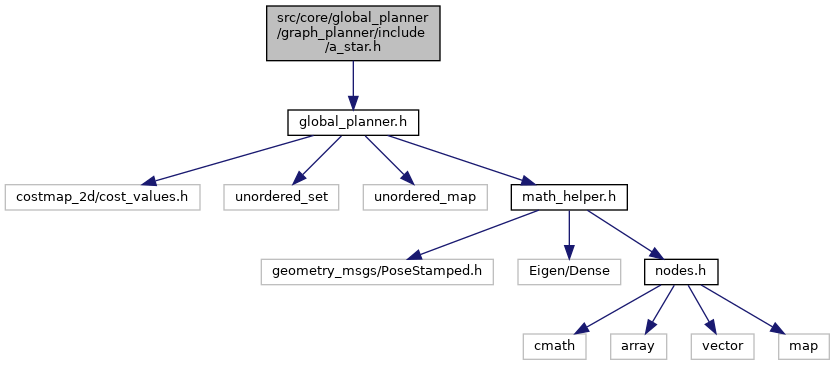 src/core/global_planner
/graph_planner/include
/a_star.h
global_planner.h
costmap_2d/cost_values.h
unordered_set
unordered_map
math_helper.h
geometry_msgs/PoseStamped.h
Eigen/Dense
nodes.h
cmath
array
vector
map